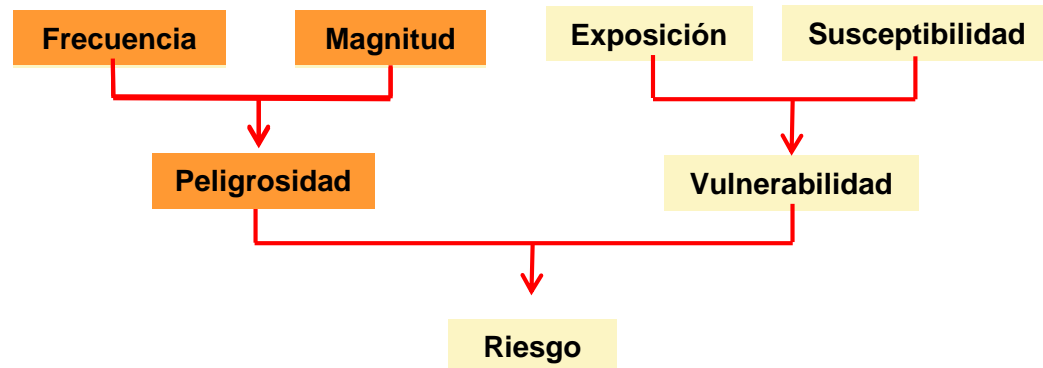 Frecuencia
Magnitud
Exposición
Susceptibilidad
Peligrosidad
Vulnerabilidad
Riesgo